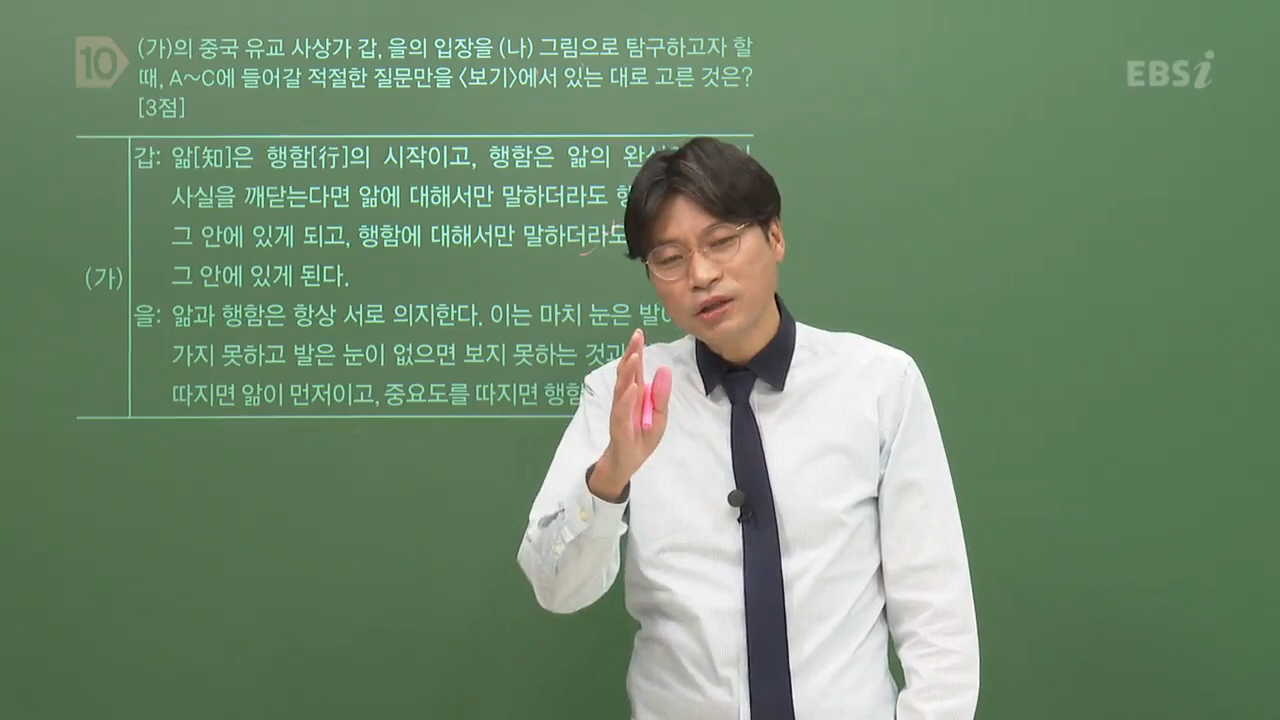 10
(가)의 중국 유교 사상가 갑, 을의 입장을 (나) 그림으로 탐구하고자 할
때, A~C에 들어갈 적절한 질문만을 <보기>에서 있는 대로 고른 것은?
[3점]
EBSi
갑: 앎[知]은 행함[行]의 시작이고, 행함은 앎의
사실을 깨닫는다면 앎에 대해서만 말하더라도
그 안에 있게 되고, 행함에 대해서만 말하더라도
(가)
그 안에 있게 된다.
을: 앎과 행함은 항상 서로 의지한다. 이는 마치 눈은
가지 못하고 발은 눈이 없으면 보지 못하는
따지면 앎이 먼저이고, 중요도를 따지면